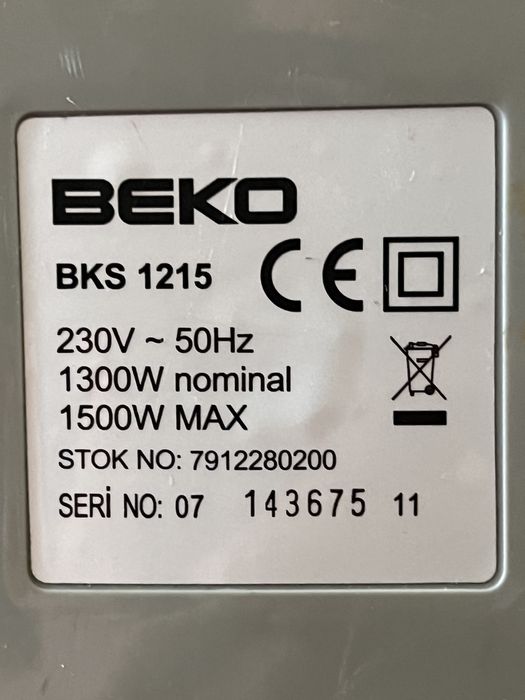 BEKO
BKS 1215 CE
230V ~ 50Hz
1300W nominal
1500W MAX
STOK NO: 7912280200
SERİ NO: 07 143675 11